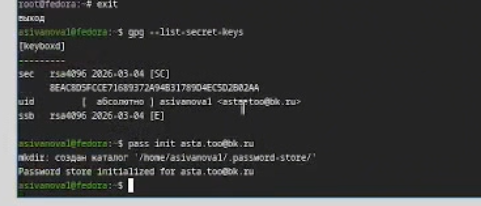 root@fedora:~# exit
выход
asivanova1@fedora:~$ gpg --list-secret-keys
[keyboxd]
---------
sec   rsa4096 2026-03-04 [SC]
uid           [  абсолютно ] asivanova1 <asta.too@bk.ru>
ssb   rsa4096 2026-03-04 [E]

asivanova1@fedora:~$ pass init asta.too@bk.ru
mkdir: создан каталог '/home/asivanova1/.password-store/'
Password store initialized for asta.too@bk.ru
asivanova1@fedora:~$